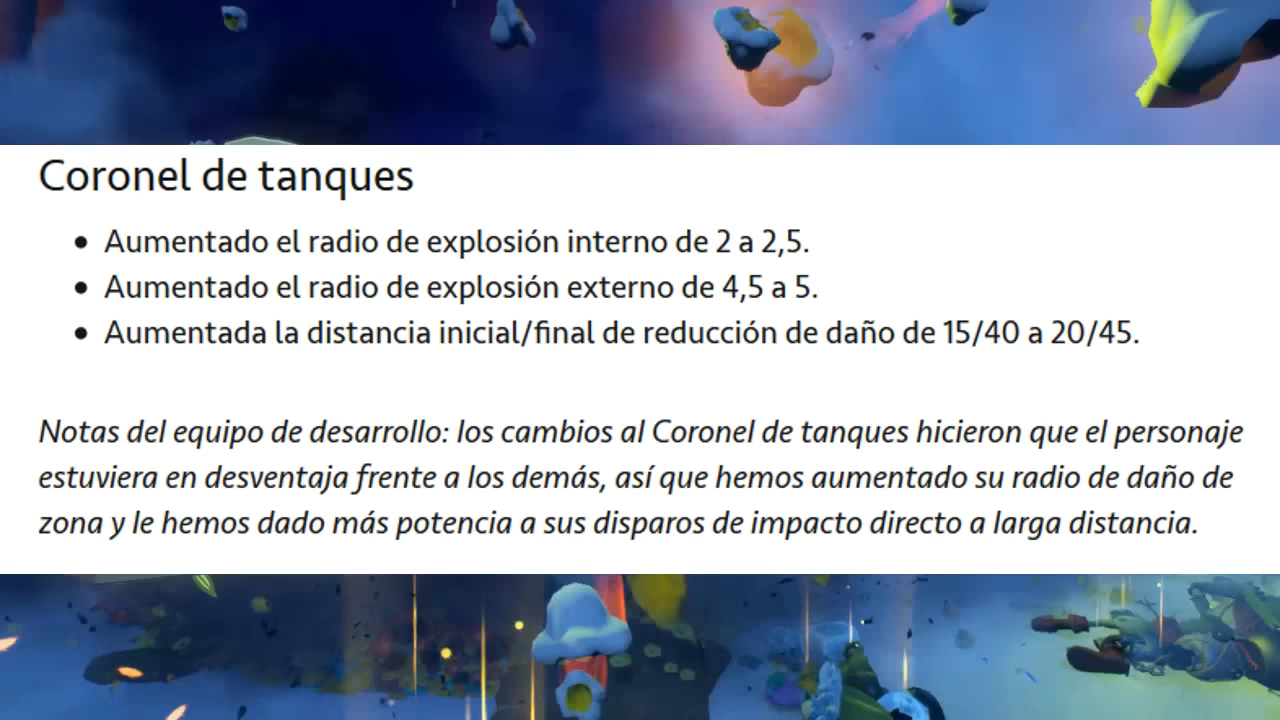 Coronel de tanques
• Aumentado el radio de explosión interno de 2 a 2,5.
• Aumentado el radio de explosión externo de 4,5 a 5.
• Aumentada la distancia inicial/final de reducción de daño de 15/40 a 20/45.
Notas del equipo de desarrollo: los cambios al Coronel de tanques hicieron que el personaje
estuviera en desventaja frente a los demás, así que hemos aumentado su radio de daño de
zona y le hemos dado más potencia a sus disparos de impacto directo a larga distancia.